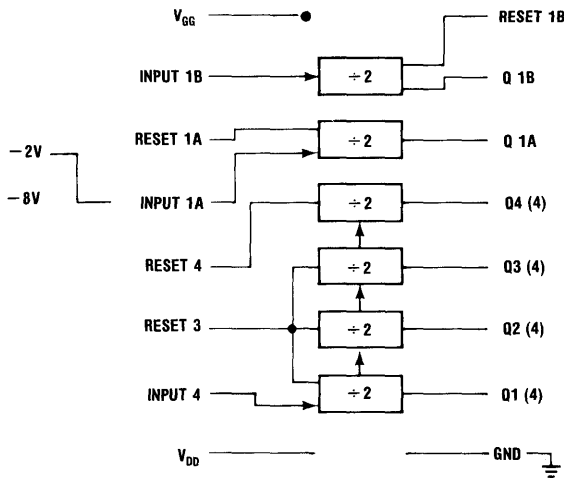 V_GG
RESET 1B
INPUT 1B
÷2
Q 1B
RESET 1A
÷2
Q 1A
−2V
−8V
INPUT 1A
÷2
Q4 (4)
RESET 4
÷2
Q3 (4)
RESET 3
÷2
Q2 (4)
INPUT 4
÷2
Q1 (4)
V_DD
GND